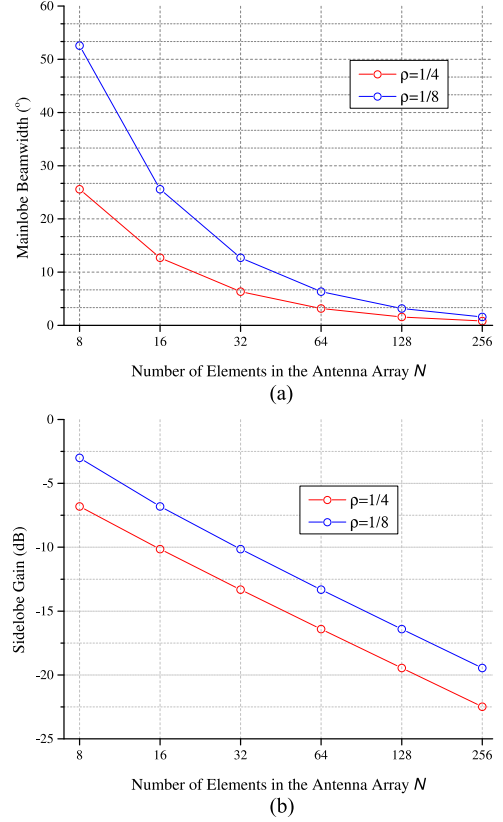 60
50
40
30
20
10
0
Mainlobe Beamwidth (°)
ρ=1/4
ρ=1/8
8 16 32 64 128 256
Number of Elements in the Antenna Array N
(a)
0
-5
-10
-15
-20
-25
Sidelobe Gain (dB)
ρ=1/4
ρ=1/8
8 16 32 64 128 256
Number of Elements in the Antenna Array N
(b)